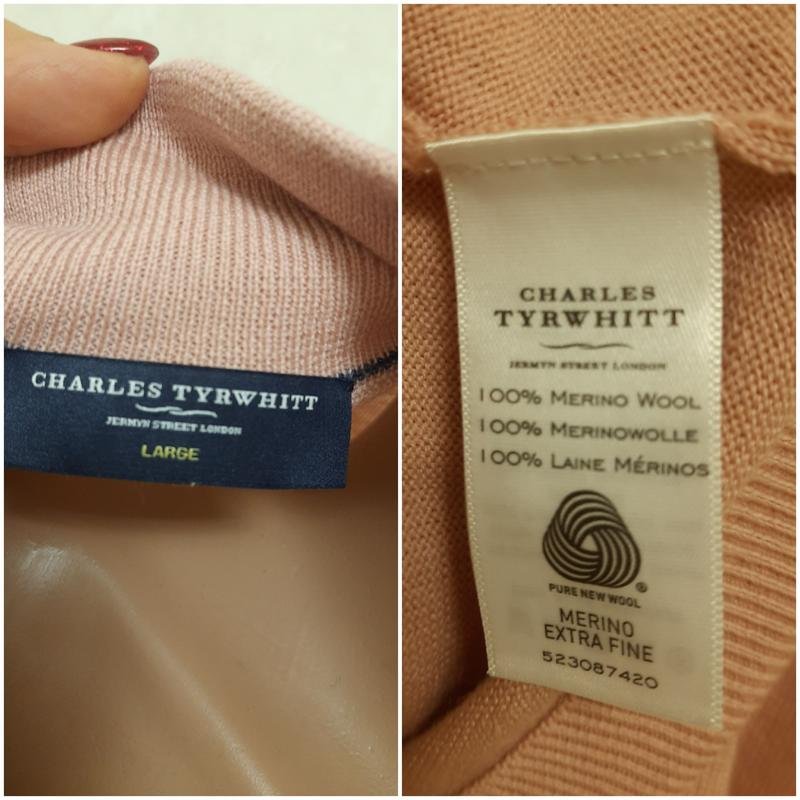 CHARLES TYRWHITT
JERMYN STREET LONDON
LARGE
CHARLES
TYRWHITT
JERMYN STREET LONDON
100% MERINO WOOL
100% MERINOWOLLE
100% LAINE MÉRINOS
®
PURE NEW WOOL
MERINO
EXTRA FINE
523087420